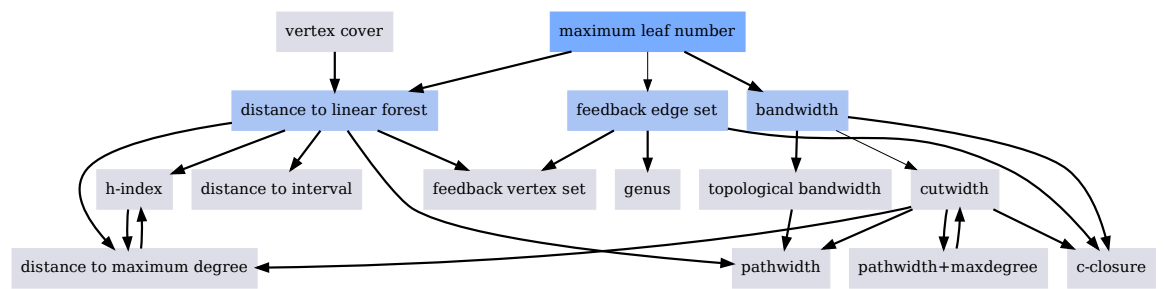 vertex cover
maximum leaf number
distance to linear forest
feedback edge set
bandwidth
h-index
distance to interval
feedback vertex set
genus
topological bandwidth
cutwidth
distance to maximum degree
pathwidth
pathwidth+maxdegree
c-closure